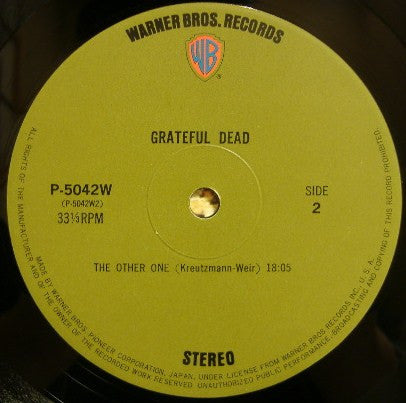 WARNER BROS. RECORDS
WB
®
GRATEFUL DEAD
P-5042W
(P-5042W2)
33⅓RPM
SIDE
2
THE OTHER ONE (Kreutzmann-Weir) 18:05
STEREO
ALL RIGHTS OF THE MANUFACTURER AND OF THE OWNER OF THE RECORDED WORK RESERVED UNAUTHORIZED PUBLIC PERFORMANCE, BROADCASTING AND COPYING OF THIS RECORD PROHIBITED.
MADE BY WARNER BROS. PIONEER CORPORATION, JAPAN, UNDER LICENSE FROM WARNER BROS RECORDS INC, U.S.A.